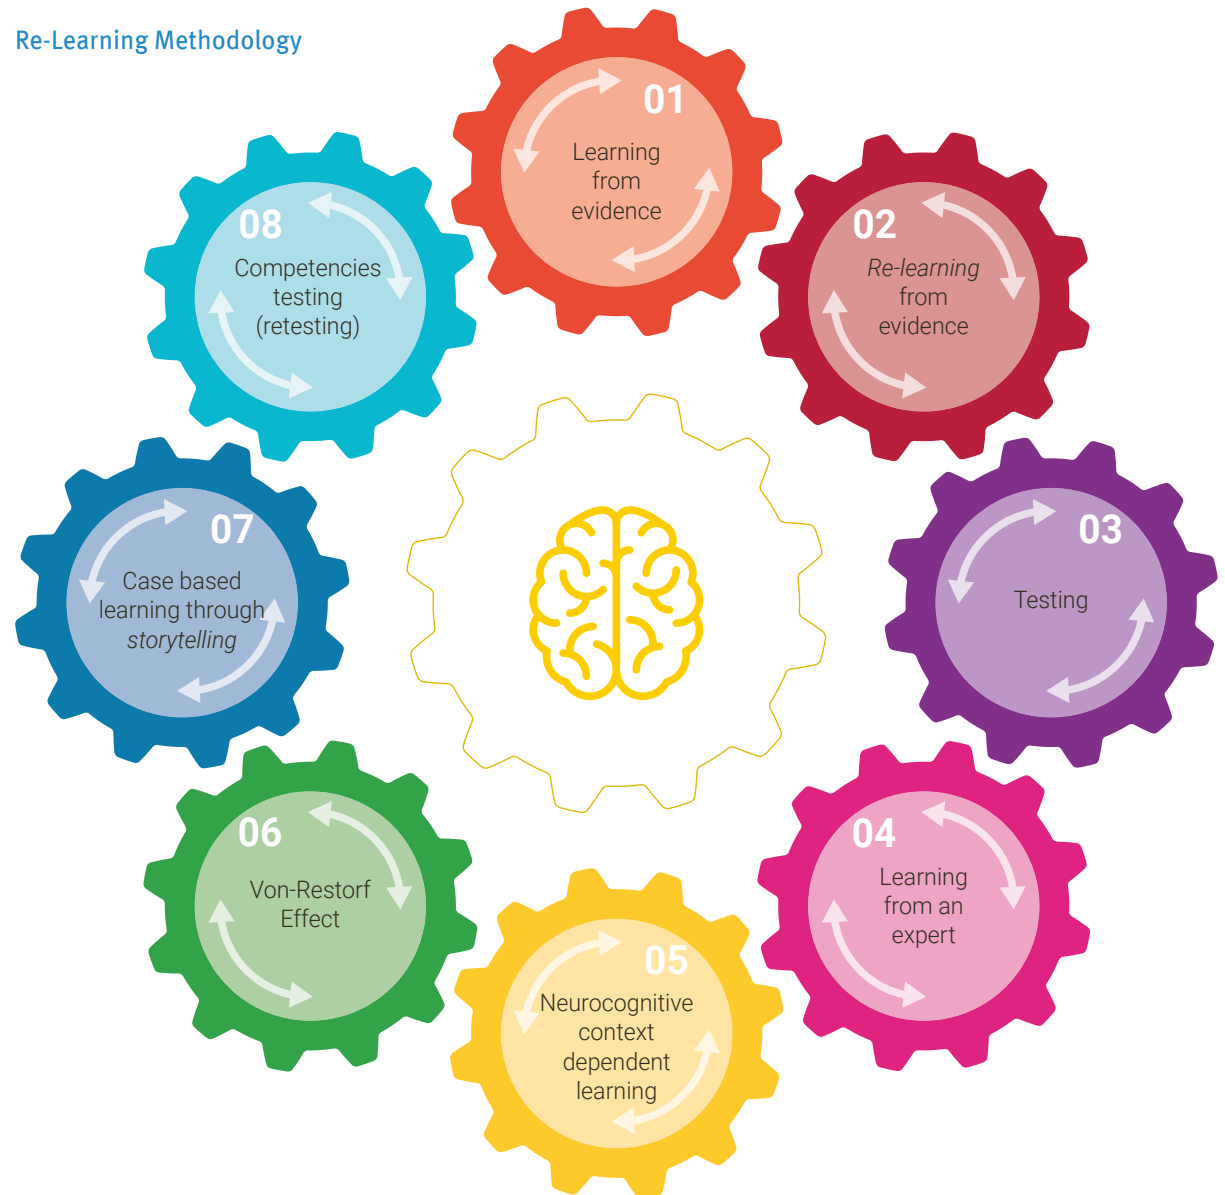 Re-Learning Methodology
01
Learning
from
evidence
02
Re-learning
from
evidence
03
Testing
04
Learning
from an
expert
05
Neurocognitive
context
dependent
learning
06
Von-Restorf
Effect
07
Case based
learning through
storytelling
08
Competencies
testing
(retesting)